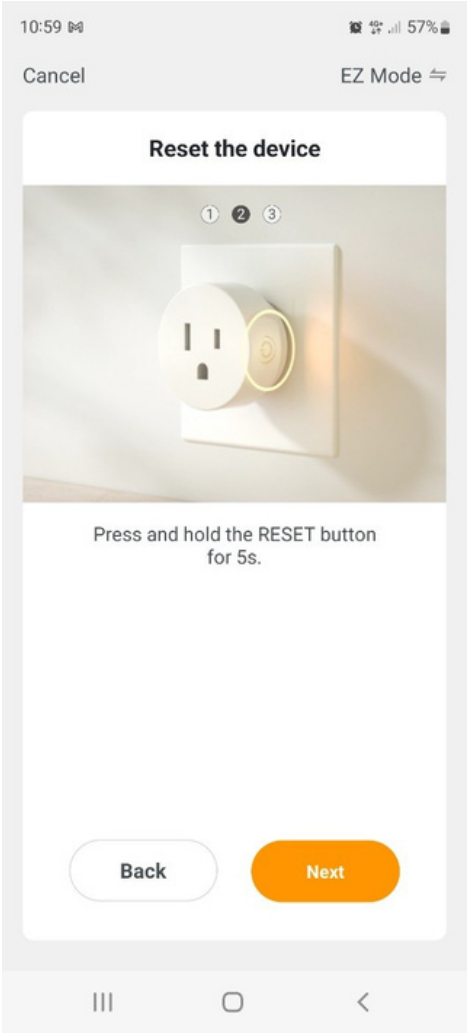 10:59 57%
Cancel EZ Mode
Reset the device
1 2 3
Press and hold the RESET button
for 5s.
Back Next